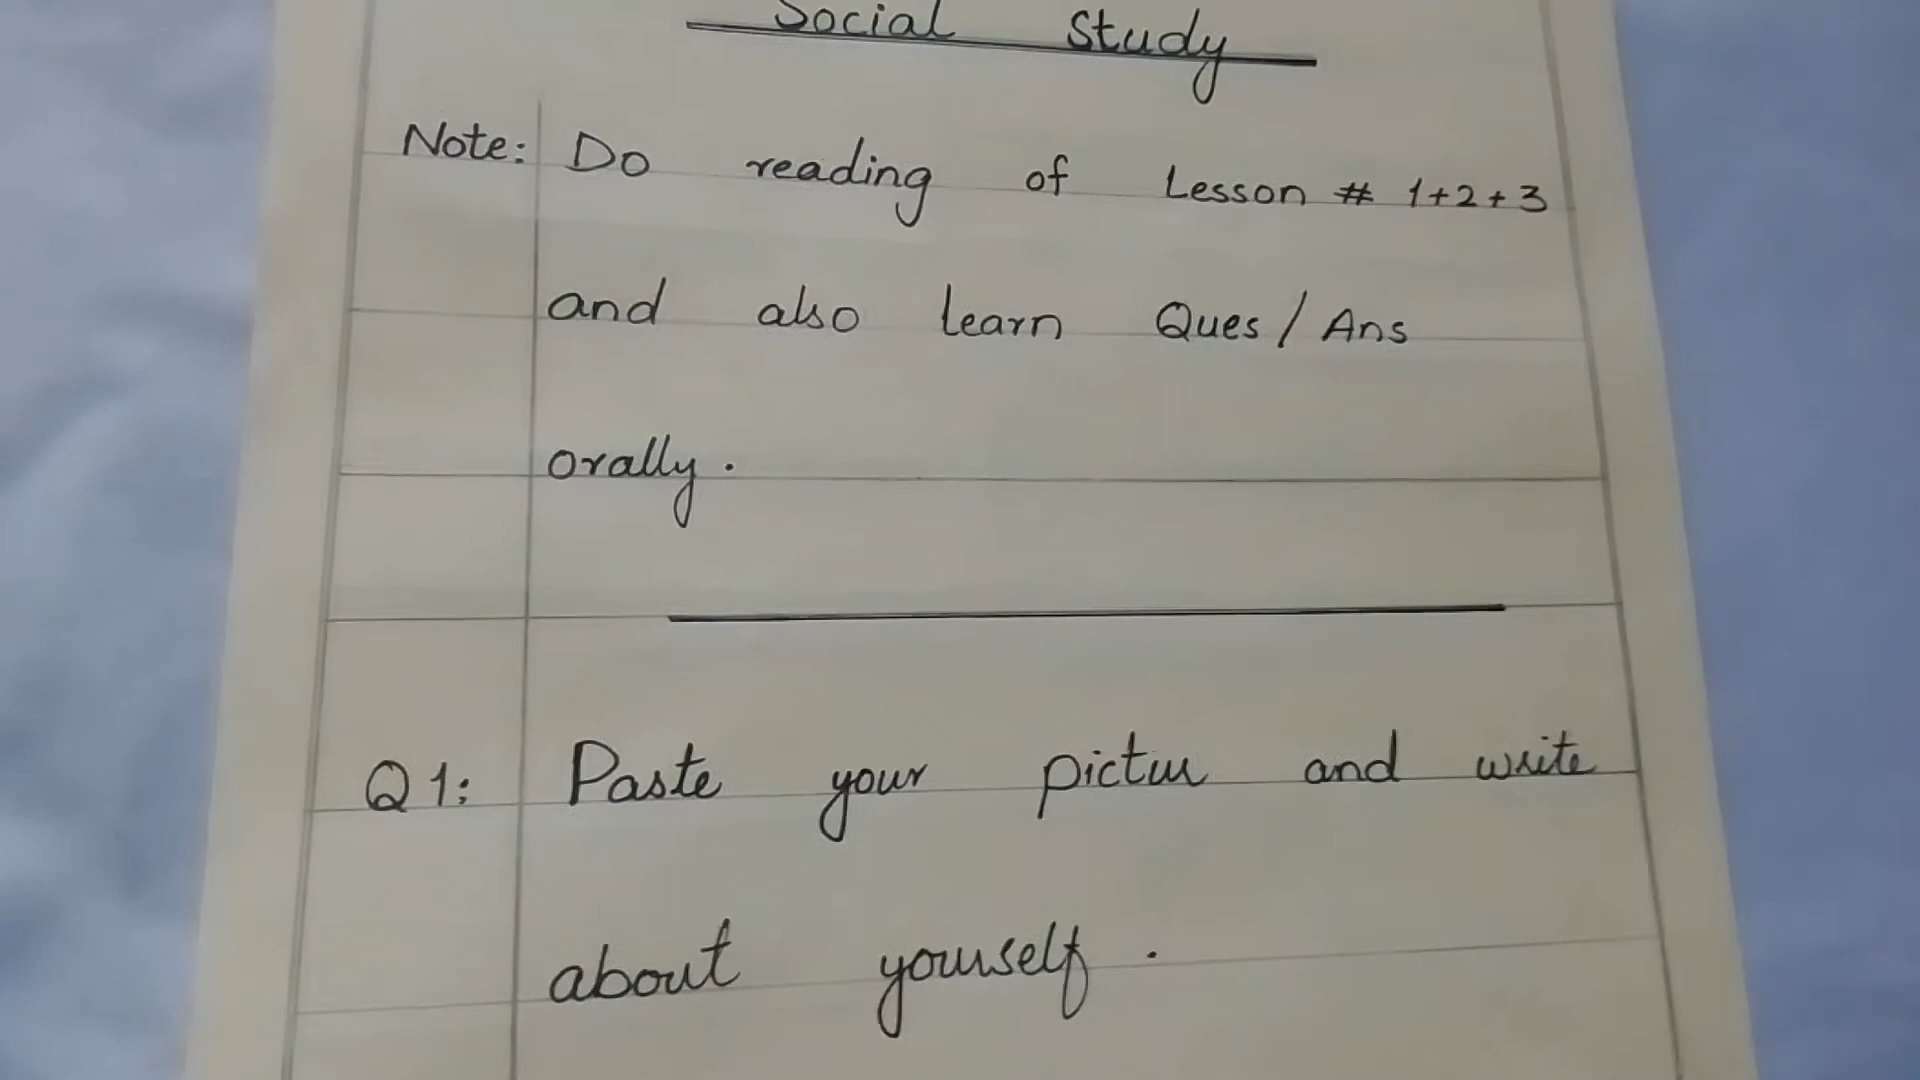 Social Study
Note: Do reading of Lesson # 1+2+3
and also learn Ques/Ans
orally.
Q1: Paste your picture and write
about yourself.